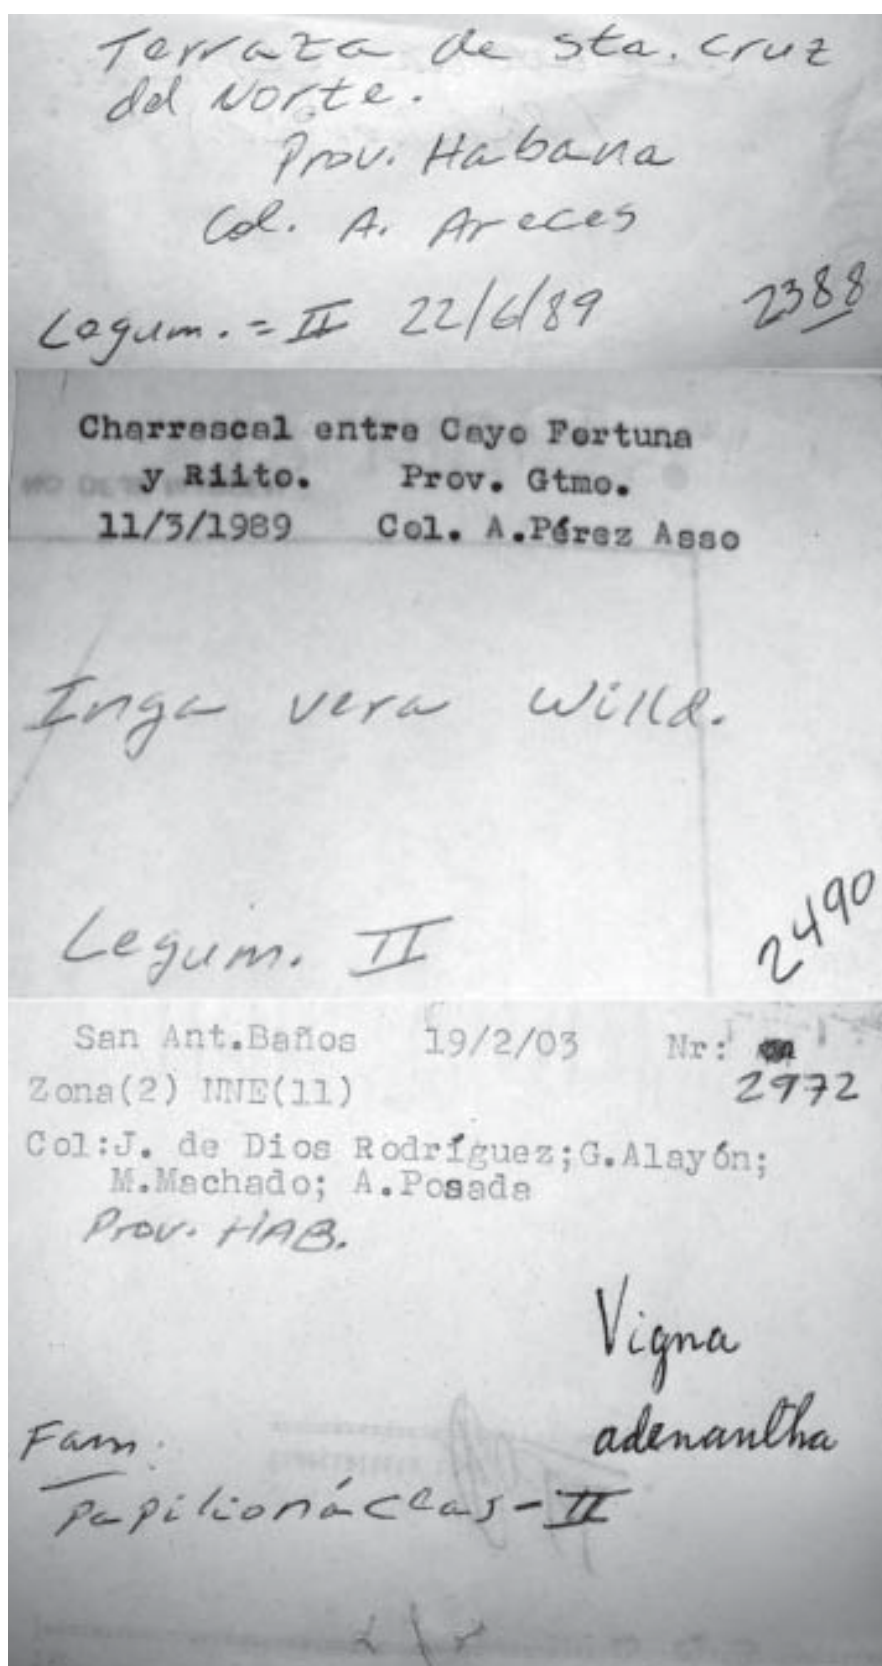 Terraza de Sta. Cruz
del Norte.
Prov. Habana
Col. A. Areces
Legum. = II 22/6/89 2388
Charrascal entre Cayo Fortuna
y Riito. Prov. Gtmo.
11/3/1989 Col. A.Pérez Asso
Inga vera Willd.
Legum. II
2490
San Ant.Baños 19/2/03 Nr:
2972
Zona(2) NNE(11)
Col:J. de Dios Rodríguez;G.Alayón;
M.Machado; A.Posada
Prov. HAB.
Vigna
adenantha
Fam:
Papilionáceas-II